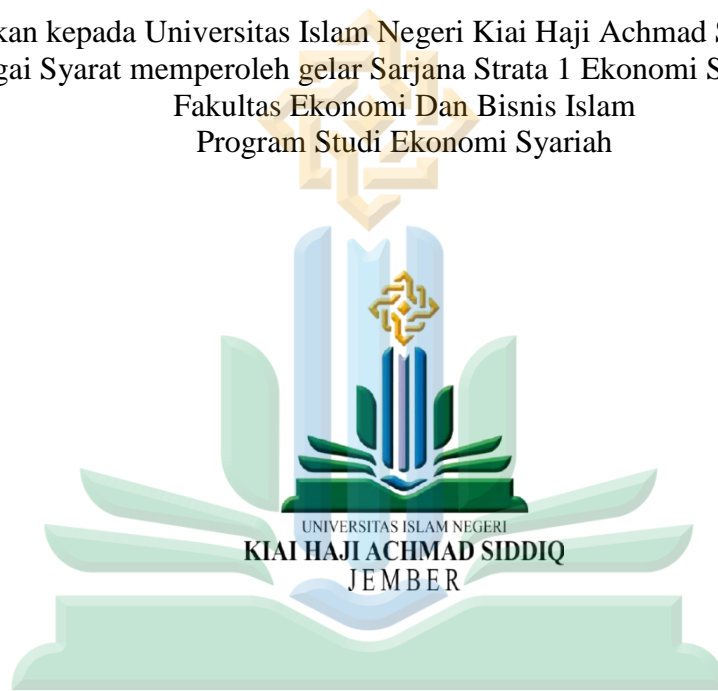 kan kepada Universitas Islam Negeri Kiai Haji Achmad S
gai Syarat memperoleh gelar Sarjana Strata 1 Ekonomi S
Fakultas Ekonomi Dan Bisnis Islam
Program Studi Ekonomi Syariah
UNIVERSITAS ISLAM NEGERI
KIAI HAJI ACHMAD SIDDIQ
JEMBER